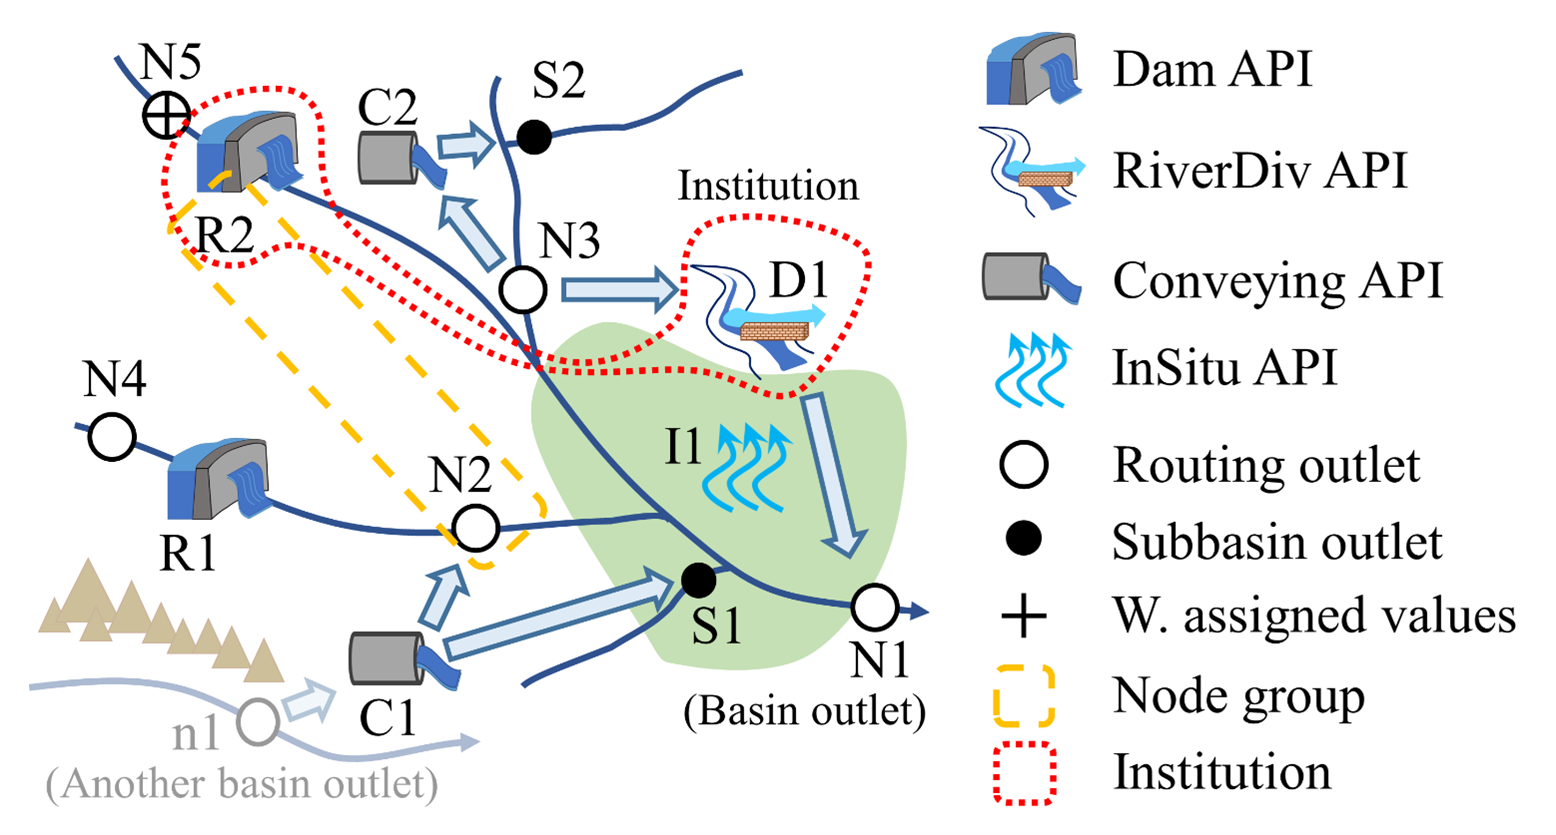 N5
C2
S2
Institution
R2
N3
D1
N4
N2
I1
R1
S1
C1
N1
(Basin outlet)
n1
(Another basin outlet)
Dam API
RiverDiv API
Conveying API
InSitu API
Routing outlet
Subbasin outlet
W. assigned values
Node group
Institution